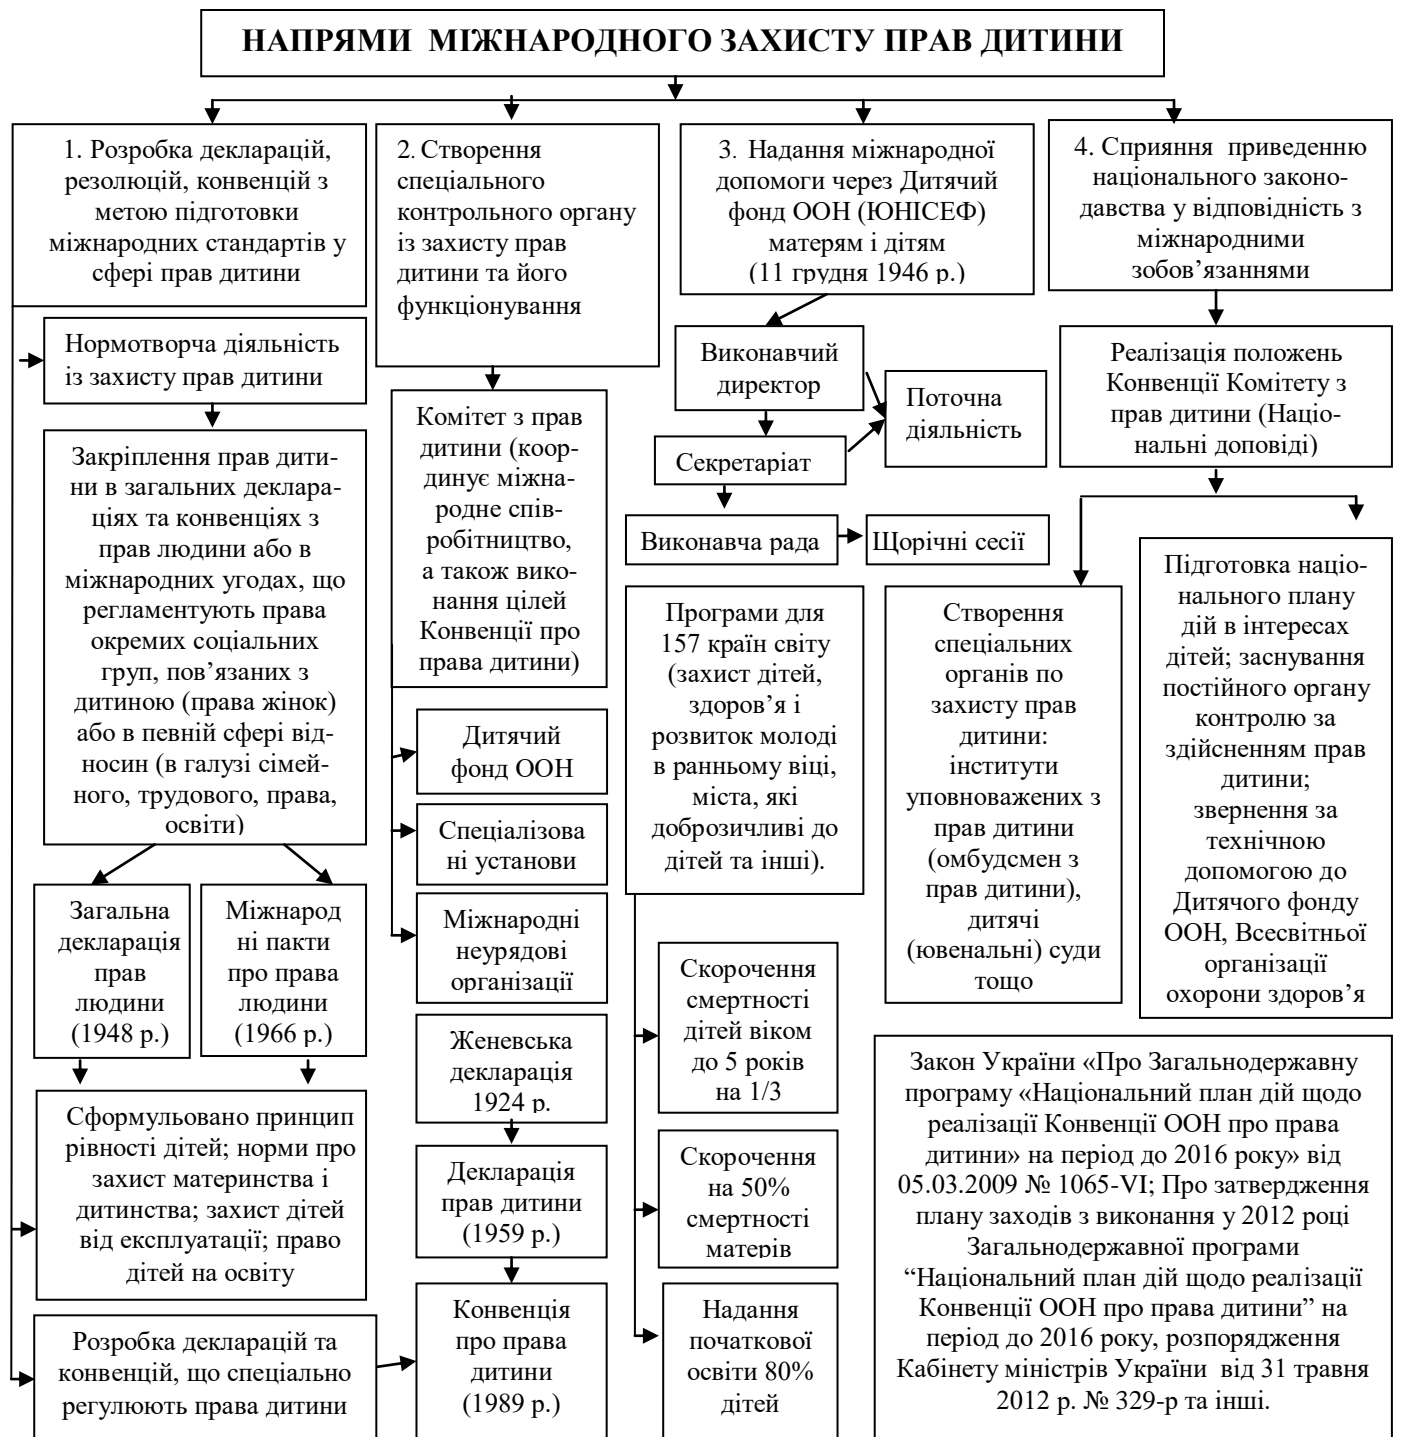 НАПРЯМИ МІЖНАРОДНОГО ЗАХИСТУ ПРАВ ДИТИНИ
1. Розробка декларацій,
резолюцій, конвенцій з
метою підготовки
міжнародних стандартів у
сфері прав дитини
2. Створення
спеціального
контрольного органу
із захисту прав
дитини та його
функціонування
3. Надання міжнародної
допомоги через Дитячий
фонд ООН (ЮНІСЕФ)
матерям і дітям
(11 грудня 1946 р.)
4. Сприяння приведенню
національного законо-
давства у відповідність з
міжнародними
зобов’язаннями
Нормотворча діяльність
із захисту прав дитини
Закріплення прав дити-
ни в загальних деклара-
ціях та конвенціях з
прав людини або в
міжнародних угодах, що
регламентують права
окремих соціальних
груп, пов’язаних з
дитиною (права жінок)
або в певній сфері від-
носин (в галузі сімей-
ного, трудового, права,
освіти)
Загальна
декларація
прав
людини
(1948 р.)
Міжнарод
ні пакти
про права
людини
(1966 р.)
Сформульовано принцип
рівності дітей; норми про
захист материнства і
дитинства; захист дітей
від експлуатації; право
дітей на освіту
Розробка декларацій та
конвенцій, що спеціально
регулюють права дитини
Комітет з прав
дитини (коор-
динує міжна-
родне спів-
робітництво,
а також вико-
нання цілей
Конвенції про
права дитини)
Дитячий
фонд ООН
Спеціалізова
ні установи
Міжнародні
неурядові
організації
Женевська
декларація
1924 р.
Декларація
прав дитини
(1959 р.)
Конвенція
про права
дитини
(1989 р.)
Виконавчий
директор
Поточна
діяльність
Секретаріат
Виконавча рада
Щорічні сесії
Програми для
157 країн світу
(захист дітей,
здоров’я і
розвиток молоді
в ранньому віці,
міста, які
доброзичливі до
дітей та інші).
Скорочення
смертності
дітей віком
до 5 років
на 1/3
Скорочення
на 50%
смертності
матерів
Надання
початкової
освіти 80%
дітей
Реалізація положень
Конвенції Комітету з
прав дитини (Націо-
нальні доповіді)
Створення
спеціальних
органів по
захисту прав
дитини:
інститути
уповноважених з
прав дитини
(омбудсмен з
прав дитини),
дитячі
(ювенальні) суди
тощо
Підготовка націо-
нального плану
дій в інтересах
дітей; заснування
постійного органу
контролю за
здійсненням прав
дитини;
звернення за
технічною
допомогою до
Дитячого фонду
ООН, Всесвітньої
організації
охорони здоров’я
Закон України «Про Загальнодержавну
програму «Національний план дій щодо
реалізації Конвенції ООН про права
дитини» на період до 2016 року» від
05.03.2009 № 1065-VI; Про затвердження
плану заходів з виконання у 2012 році
Загальнодержавної програми
“Національний план дій щодо реалізації
Конвенції ООН про права дитини” на
період до 2016 року, розпорядження
Кабінету міністрів України від 31 травня
2012 р. № 329-р та інші.